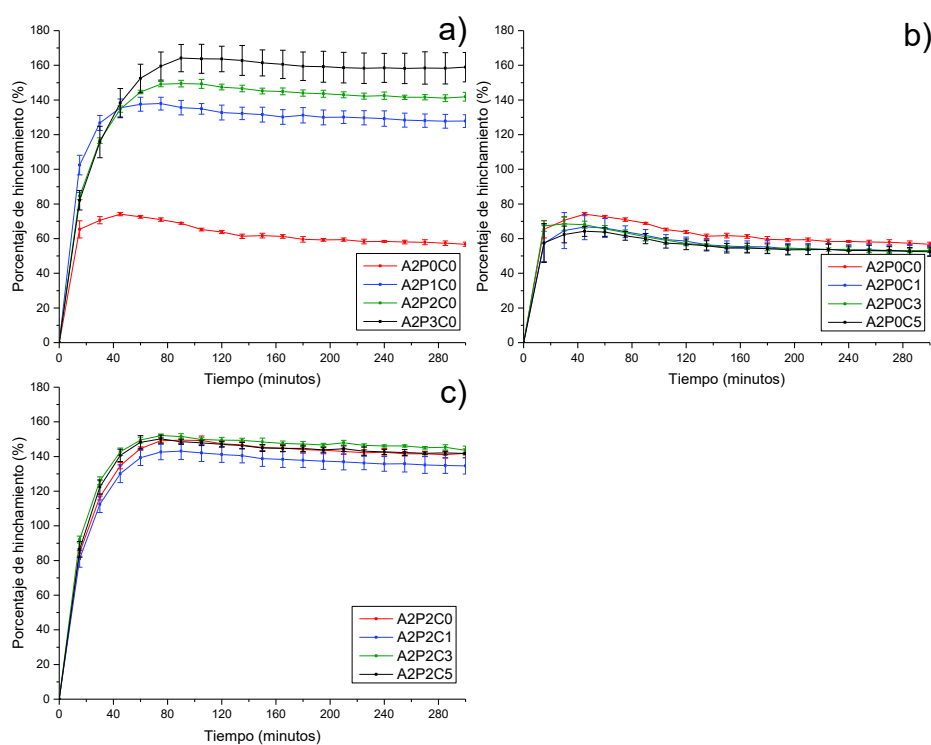 a)
180
160
140
120
100
80
60
40
20
0
Porcentaje de hinchamiento (%)
A2P0C0
A2P1C0
A2P2C0
A2P3C0
0 40 80 120 160 200 240 280
Tiempo (minutos)
b)
180
160
140
120
100
80
60
40
20
0
Porcentaje de hinchamiento (%)
A2P0C0
A2P0C1
A2P0C3
A2P0C5
0 40 80 120 160 200 240 280
Tiempo (minutos)
c)
180
160
140
120
100
80
60
40
20
0
Porcentaje de hinchamiento (%)
A2P2C0
A2P2C1
A2P2C3
A2P2C5
0 40 80 120 160 200 240 280
Tiempo (minutos)